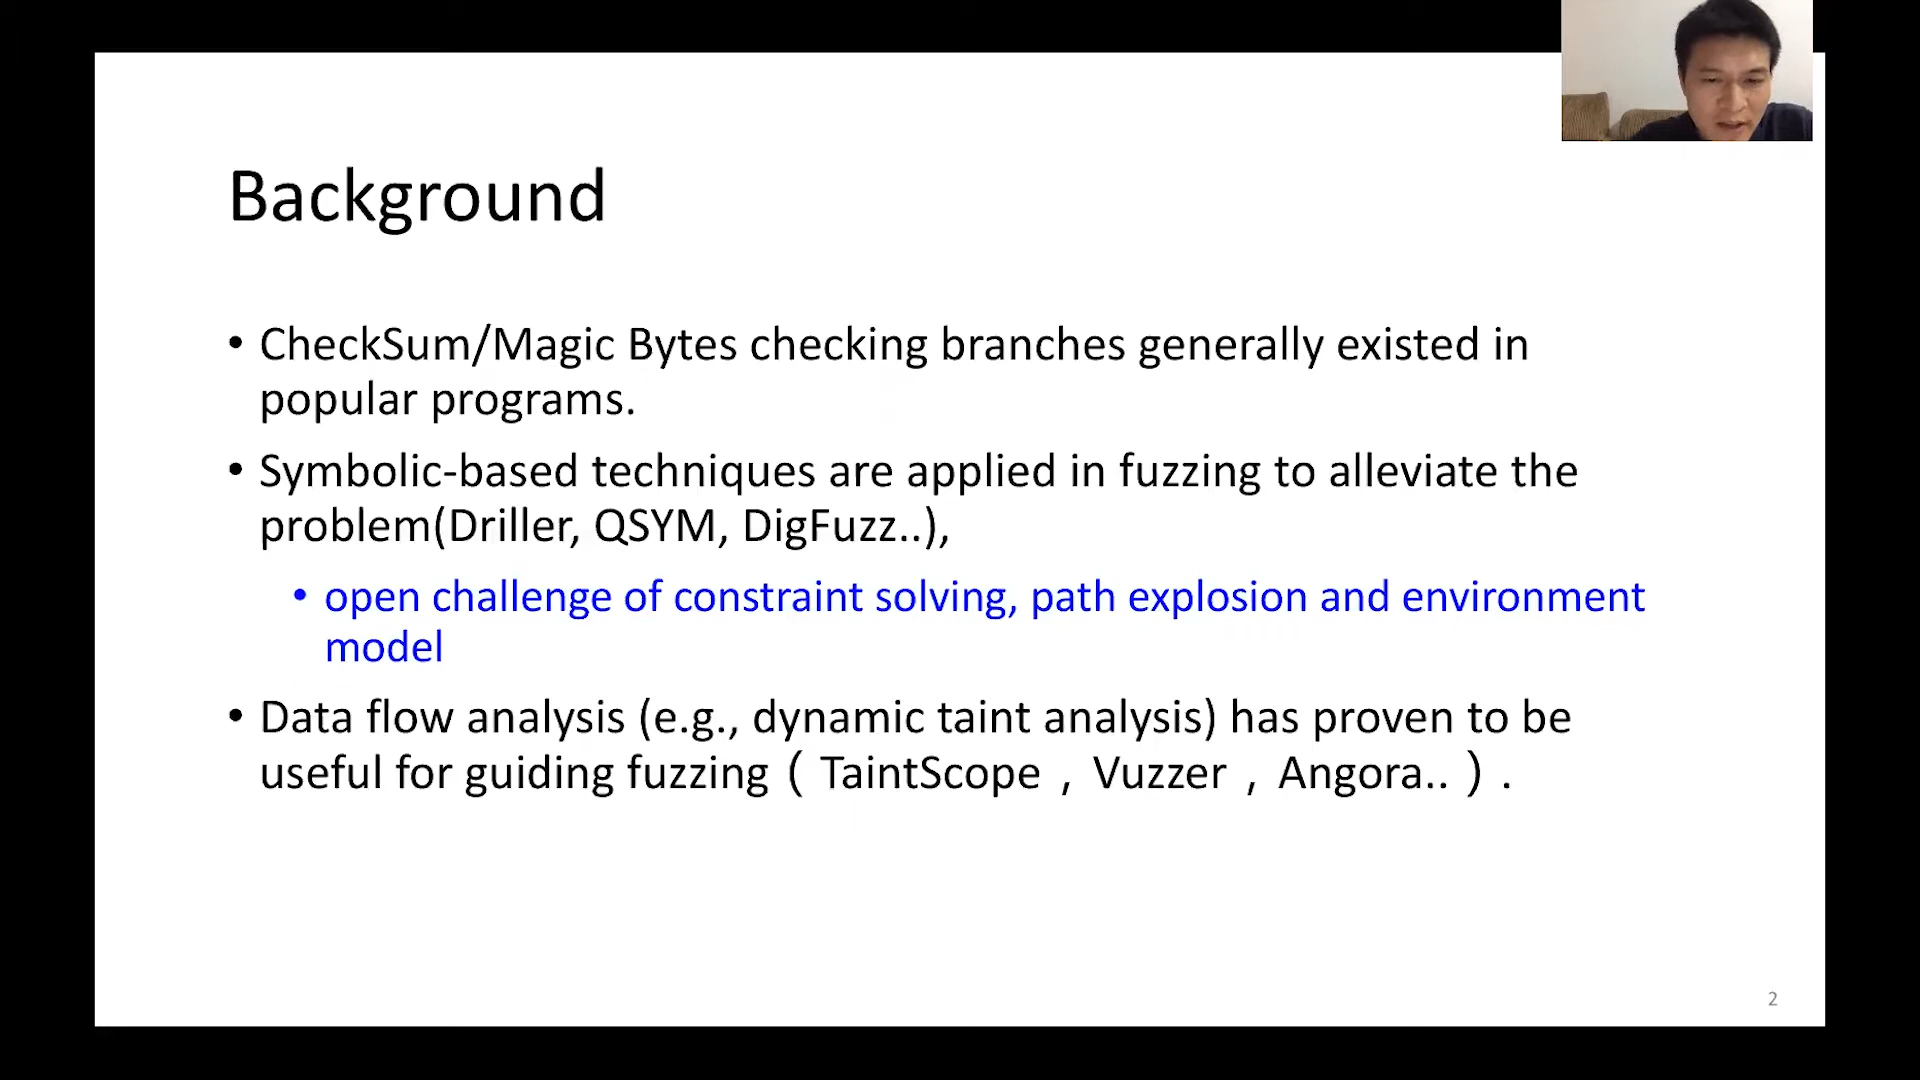 Background
• CheckSum/Magic Bytes checking branches generally existed in
popular programs.
• Symbolic-based techniques are applied in fuzzing to alleviate the
problem(Driller, QSYM, DigFuzz..),
• open challenge of constraint solving, path explosion and environment
model
• Data flow analysis (e.g., dynamic taint analysis) has proven to be
useful for guiding fuzzing（TaintScope，Vuzzer，Angora..）.
2